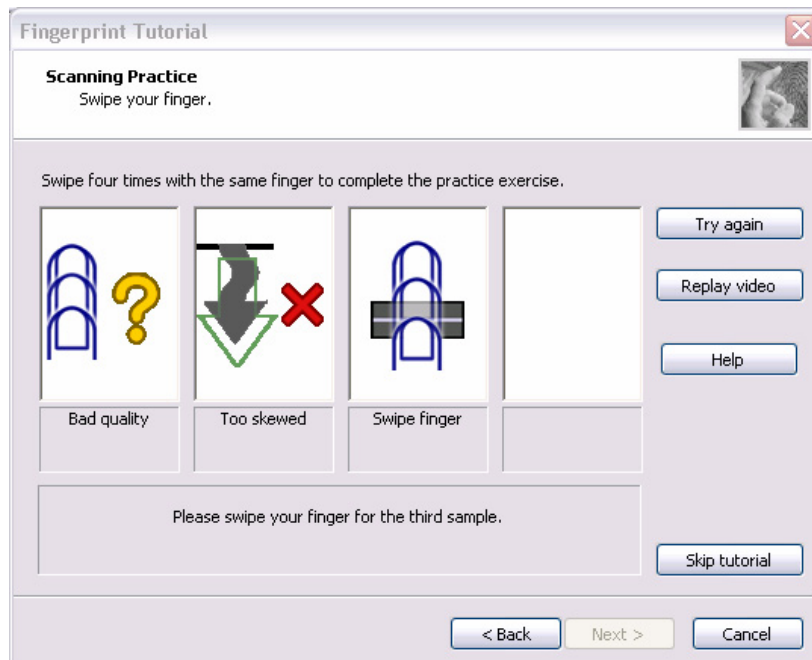 Fingerprint Tutorial
Scanning Practice
Swipe your finger.
Swipe four times with the same finger to complete the practice exercise.
Try again
Replay video
Help
Bad quality
Too skewed
Swipe finger
Please swipe your finger for the third sample.
Skip tutorial
< Back
Next >
Cancel